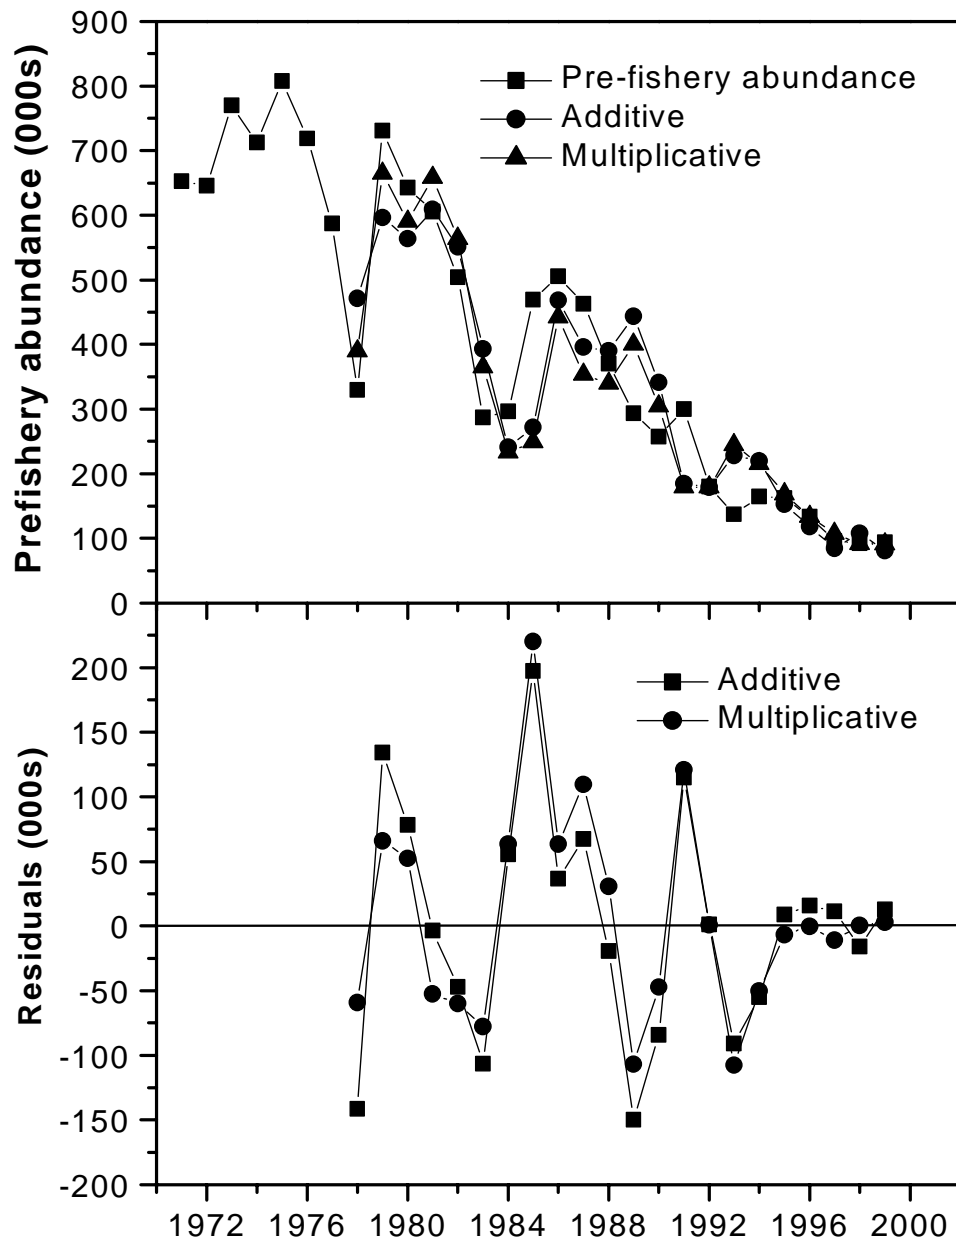 Prefishery abundance (000s)
900
800
700
600
500
400
300
200
100
0
Pre-fishery abundance
Additive
Multiplicative
Residuals (000s)
200
150
100
50
0
-50
-100
-150
-200
Additive
Multiplicative
1972 1976 1980 1984 1988 1992 1996 2000